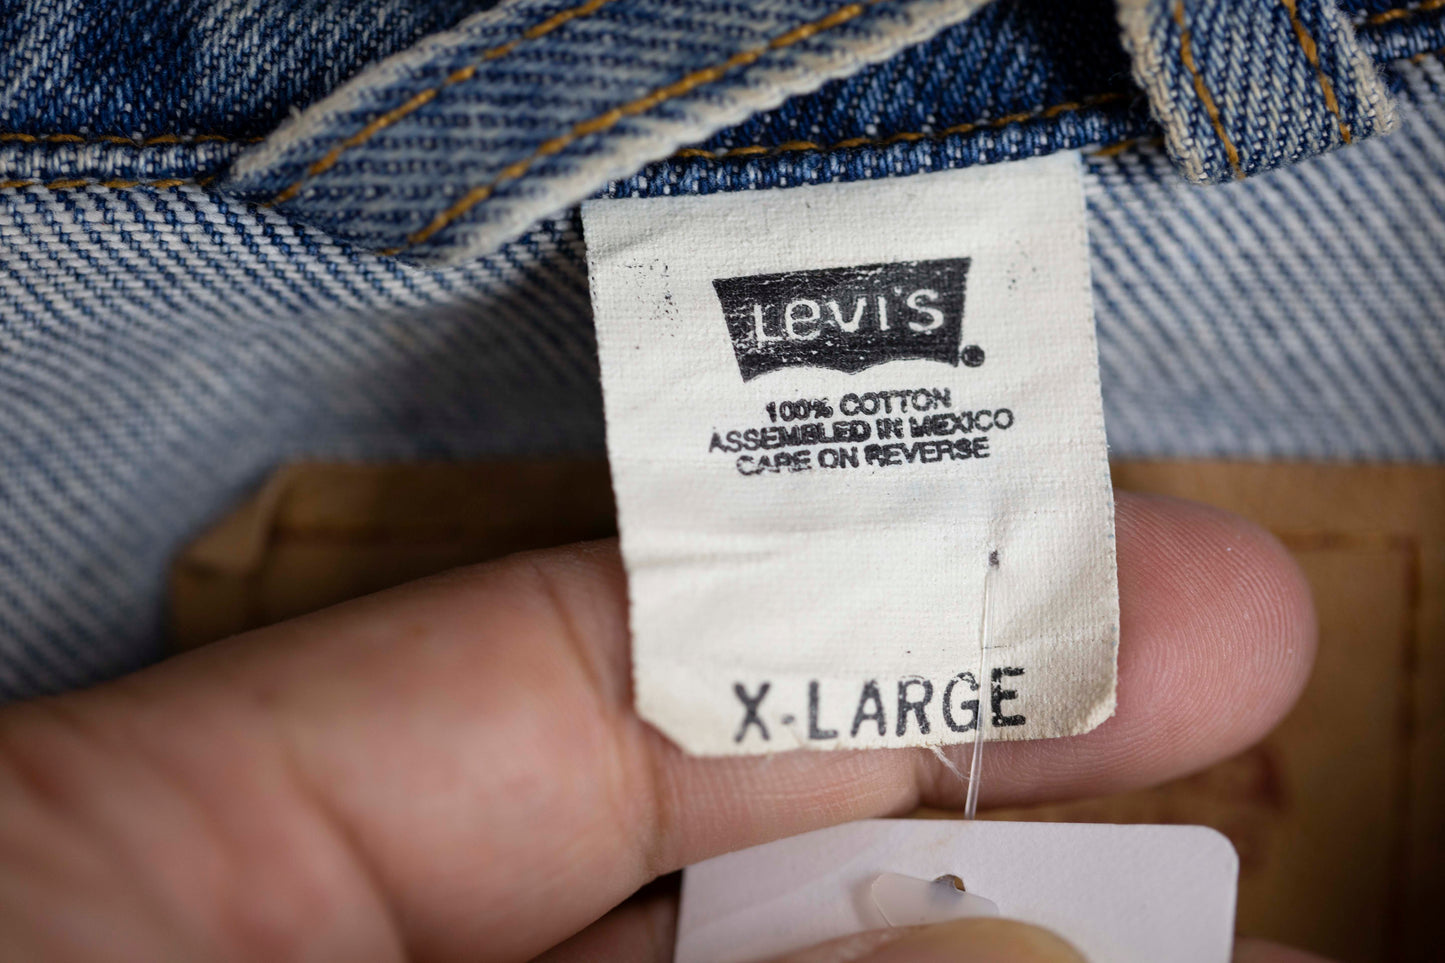 Levi's
100% COTTON
ASSEMBLED IN MEXICO
CARE ON REVERSE
X-LARGE